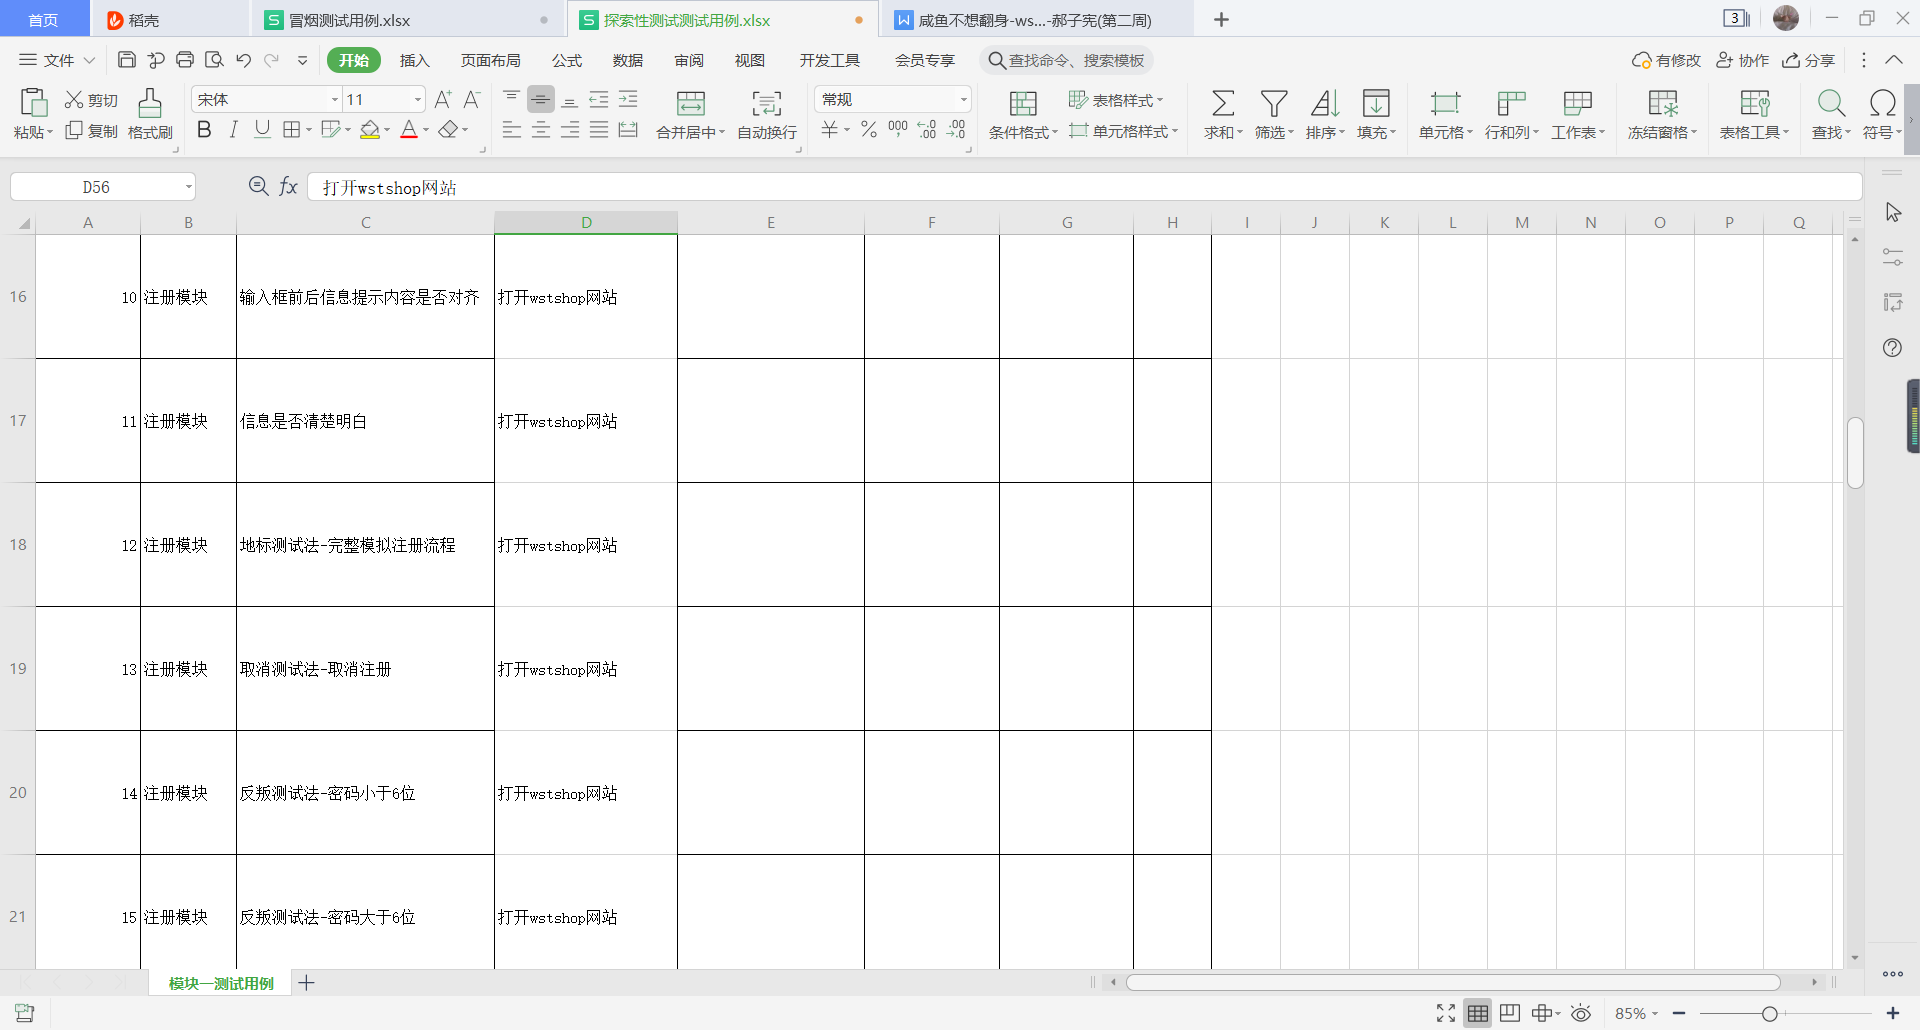 首页 稻壳 冒烟测试用例.xlsx 探索性测试测试用例.xlsx 咸鱼不想翻身-ws...-郝子宪(第二周) 3
文件 开始 插入 页面布局 公式 数据 审阅 视图 开发工具 会员专享 查找命令、搜索模板 有修改 协作 分享
宋体 11 常规 表格样式
粘贴 剪切 复制 格式刷 合并居中 自动换行 条件格式 单元格样式 求和 筛选 排序 填充 单元格 行和列 工作表 冻结窗格 表格工具 查找 符号
D56 fx 打开wstshop网站
A B C D E F G H I J K L M N O P Q
16 10 注册模块 输入框前后信息提示内容是否对齐 打开wstshop网站
17 11 注册模块 信息是否清楚明白 打开wstshop网站
18 12 注册模块 地标测试法-完整模拟注册流程 打开wstshop网站
19 13 注册模块 取消测试法-取消注册 打开wstshop网站
20 14 注册模块 反叛测试法-密码小于6位 打开wstshop网站
21 15 注册模块 反叛测试法-密码大于6位 打开wstshop网站
模块一测试用例
85%